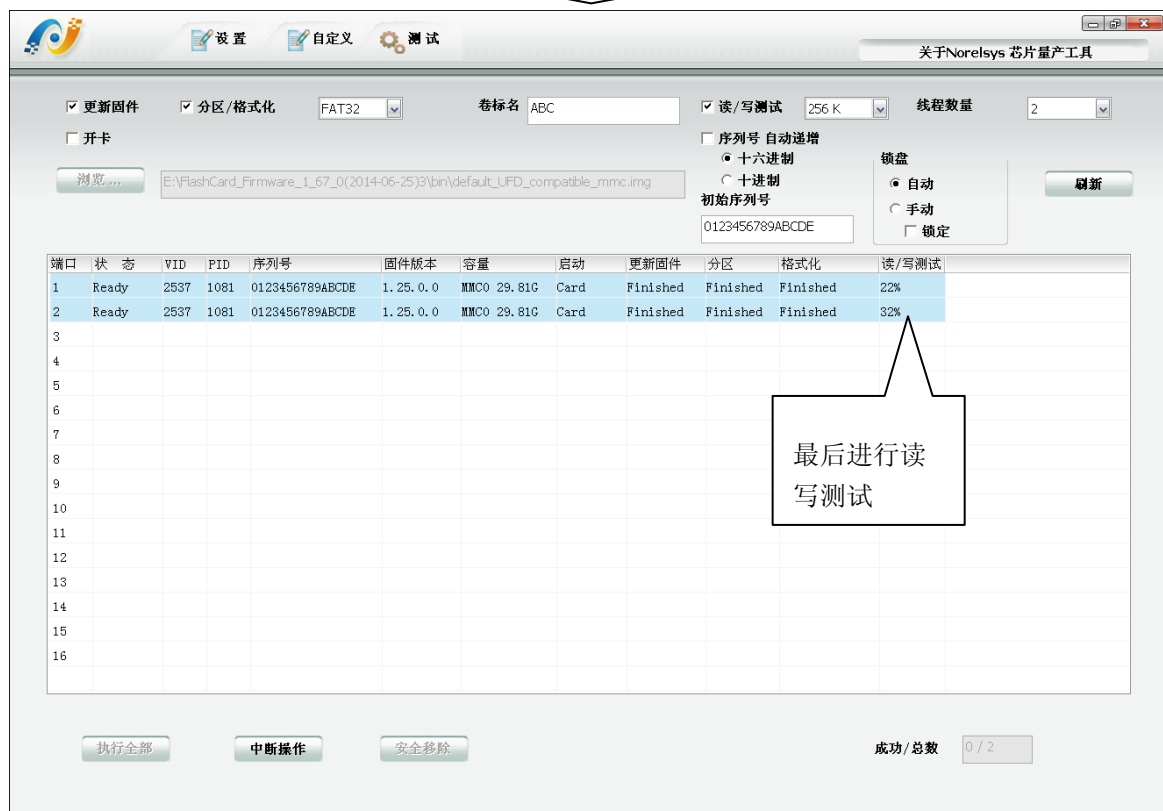 设置 自定义 测试
关于Norelsys 芯片量产工具
更新固件 分区/格式化 FAT32 卷标名 ABC 读/写测试 256 K 线程数量 2
开卡 序列号 自动递增
十六进制 锁盘
浏览 ... E:\FlashCard_Firmware_1_67_0(2014-06-25)3\bin\default_UFD_compatible_mmc.img 十进制 自动 刷新
初始序列号 手动
0123456789ABCDE 锁定
端口 状 态 VID PID 序列号 固件版本 容量 启动 更新固件 分区 格式化 读/写测试
1 Ready 2537 1081 0123456789ABCDE 1.25.0.0 MMC0 29.81G Card Finished Finished Finished 22%
2 Ready 2537 1081 0123456789ABCDE 1.25.0.0 MMC0 29.81G Card Finished Finished Finished 32%
3
4
5
6
7
8
9
10
11
12
13
14
15
16
最后进行读
写测试
执行全部 中断操作 安全移除 成功/总数 0 / 2